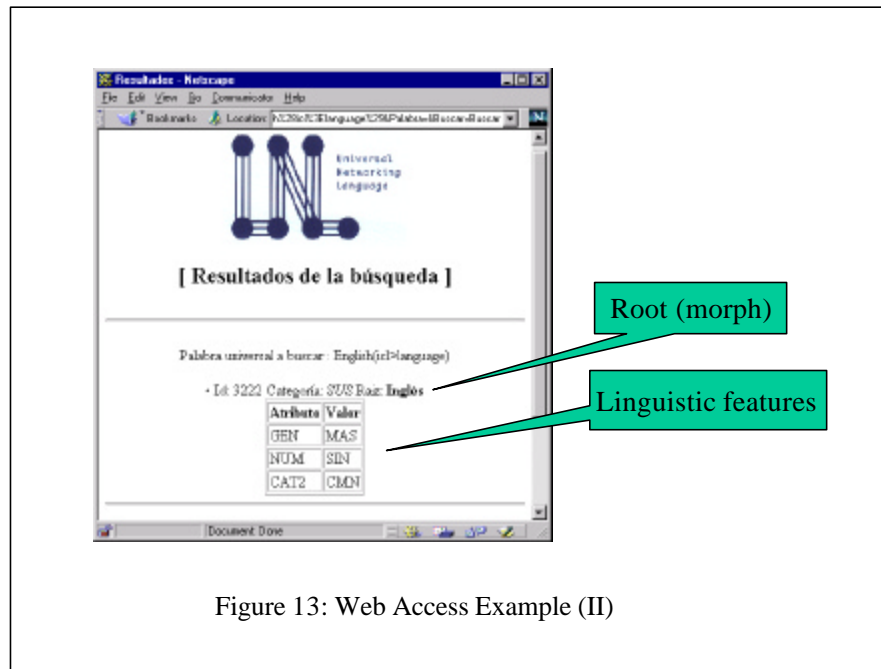 Resultados - Netscape
File Edit View Go Communicator Help
Bookmarks Location:
Universal
Networking
Language
[ Resultados de la búsqueda ]
Palabra universal a buscar : English(icl>language)
Root (morph)
- Id: 3222 Categoría: SUS Raíz: Inglés
Linguistic features
Atributo Valor
GEN MAS
NUM SIN
CAT2 CMN
Document: Done
Figure 13: Web Access Example (II)